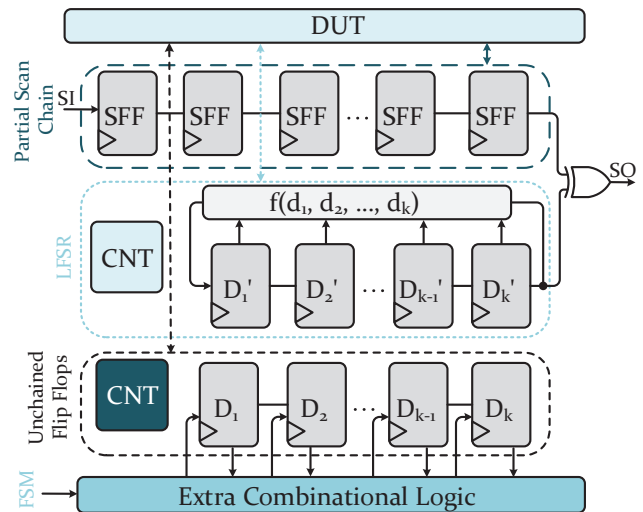 DUT
Partial Scan
Chain
SI
SFF
SFF
SFF
...
SFF
SFF
SO
LFSR
CNT
f(d₁, d₂, ..., dₖ)
D₁'
D₂'
...
Dₖ₋₁'
Dₖ'
Unchained
Flip Flops
CNT
D₁
D₂
...
Dₖ₋₁
Dₖ
FSM
Extra Combinational Logic